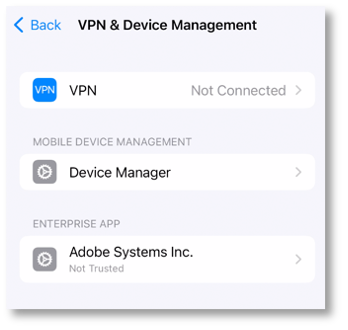 Back VPN & Device Management
VPN VPN Not Connected
MOBILE DEVICE MANAGEMENT
Device Manager
ENTERPRISE APP
Adobe Systems Inc.
Not Trusted